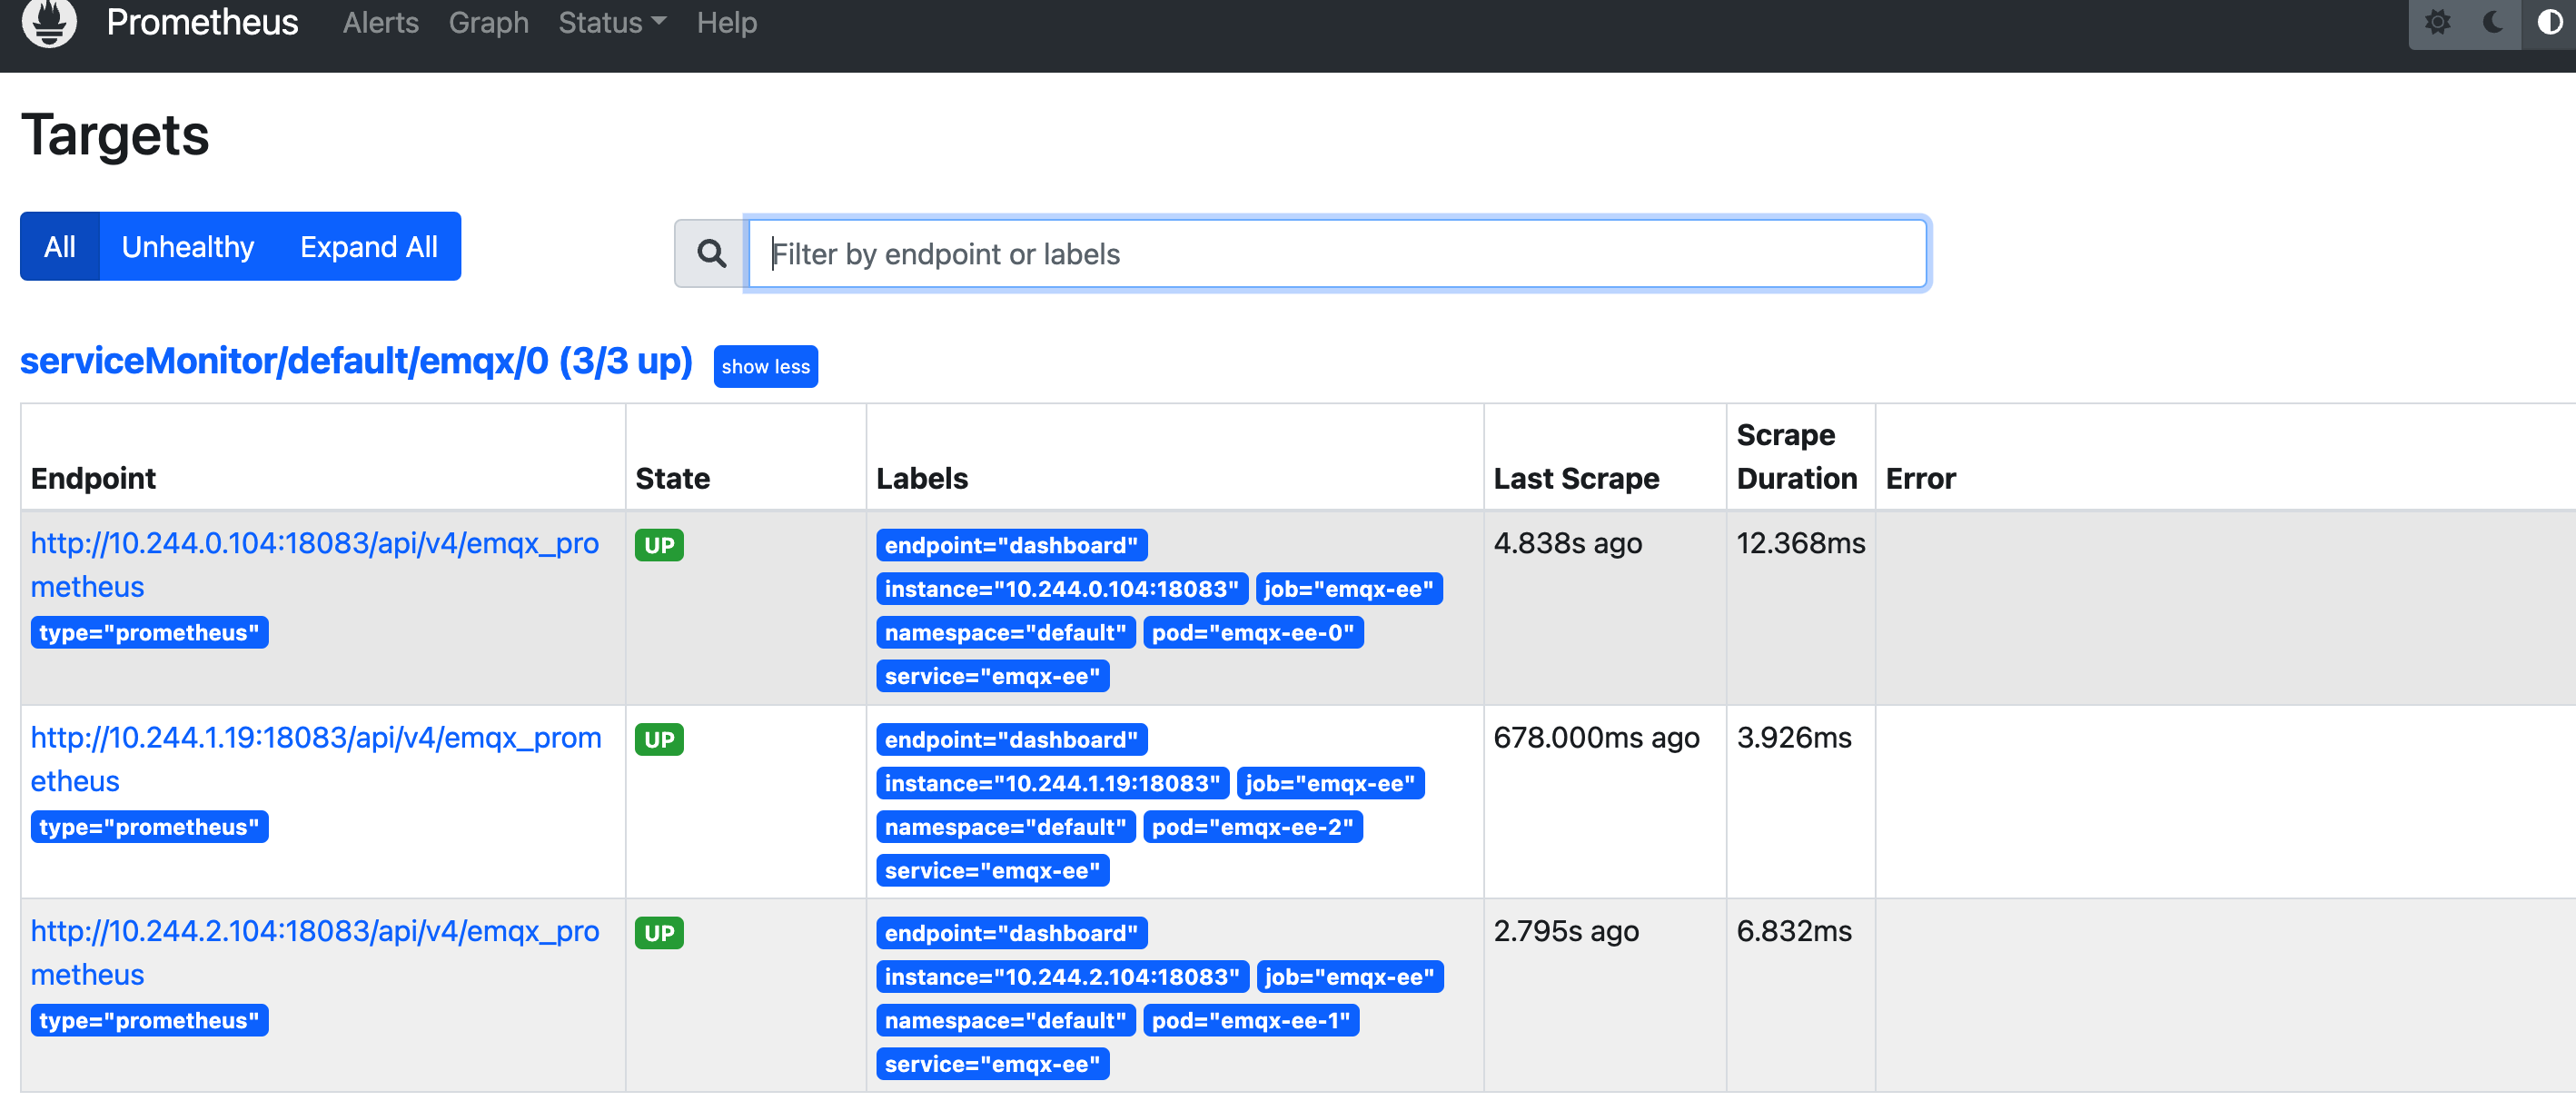 Prometheus Alerts Graph Status Help
Targets
All Unhealthy Expand All
Filter by endpoint or labels
serviceMonitor/default/emqx/0 (3/3 up) show less
Endpoint State Labels Last Scrape Scrape Duration Error
http://10.244.0.104:18083/api/v4/emqx_pro UP endpoint="dashboard" 4.838s ago 12.368ms
metheus instance="10.244.0.104:18083" job="emqx-ee"
type="prometheus" namespace="default" pod="emqx-ee-0"
service="emqx-ee"
http://10.244.1.19:18083/api/v4/emqx_prom UP endpoint="dashboard" 678.000ms ago 3.926ms
etheus instance="10.244.1.19:18083" job="emqx-ee"
type="prometheus" namespace="default" pod="emqx-ee-2"
service="emqx-ee"
http://10.244.2.104:18083/api/v4/emqx_pro UP endpoint="dashboard" 2.795s ago 6.832ms
metheus instance="10.244.2.104:18083" job="emqx-ee"
type="prometheus" namespace="default" pod="emqx-ee-1"
service="emqx-ee"